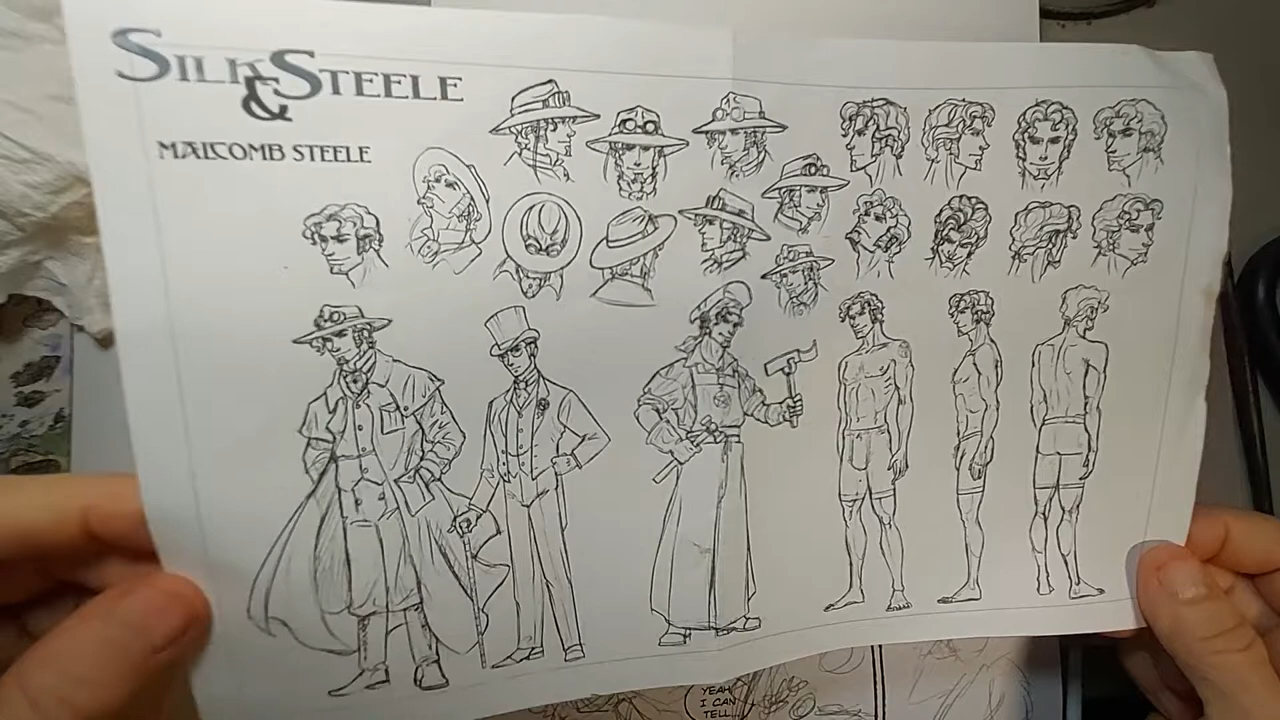 SILK & STEELE
MALCOMB STEELE
YEAH,
I CAN
TELL...